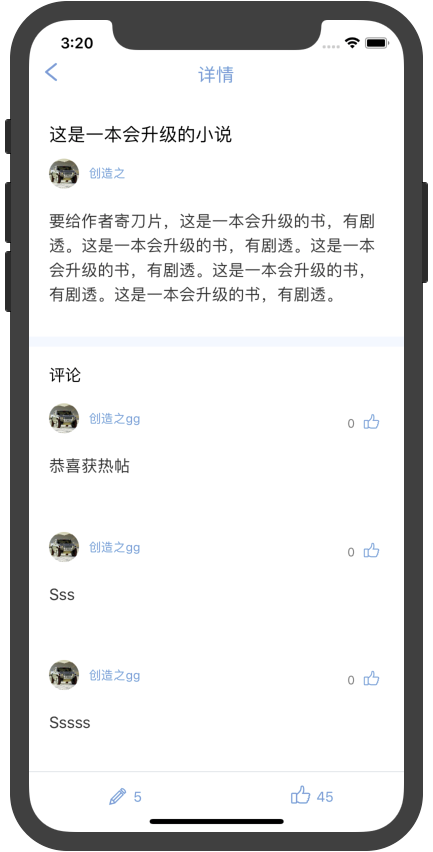 3:20
详情
这是一本会升级的小说
创造之
要给作者寄刀片，这是一本会升级的书，有剧
透。这是一本会升级的书，有剧透。这是一本
会升级的书，有剧透。这是一本会升级的书，
有剧透。这是一本会升级的书，有剧透。
评论
创造之gg
0
恭喜获热帖
创造之gg
0
Sss
创造之gg
0
Sssss
5
45